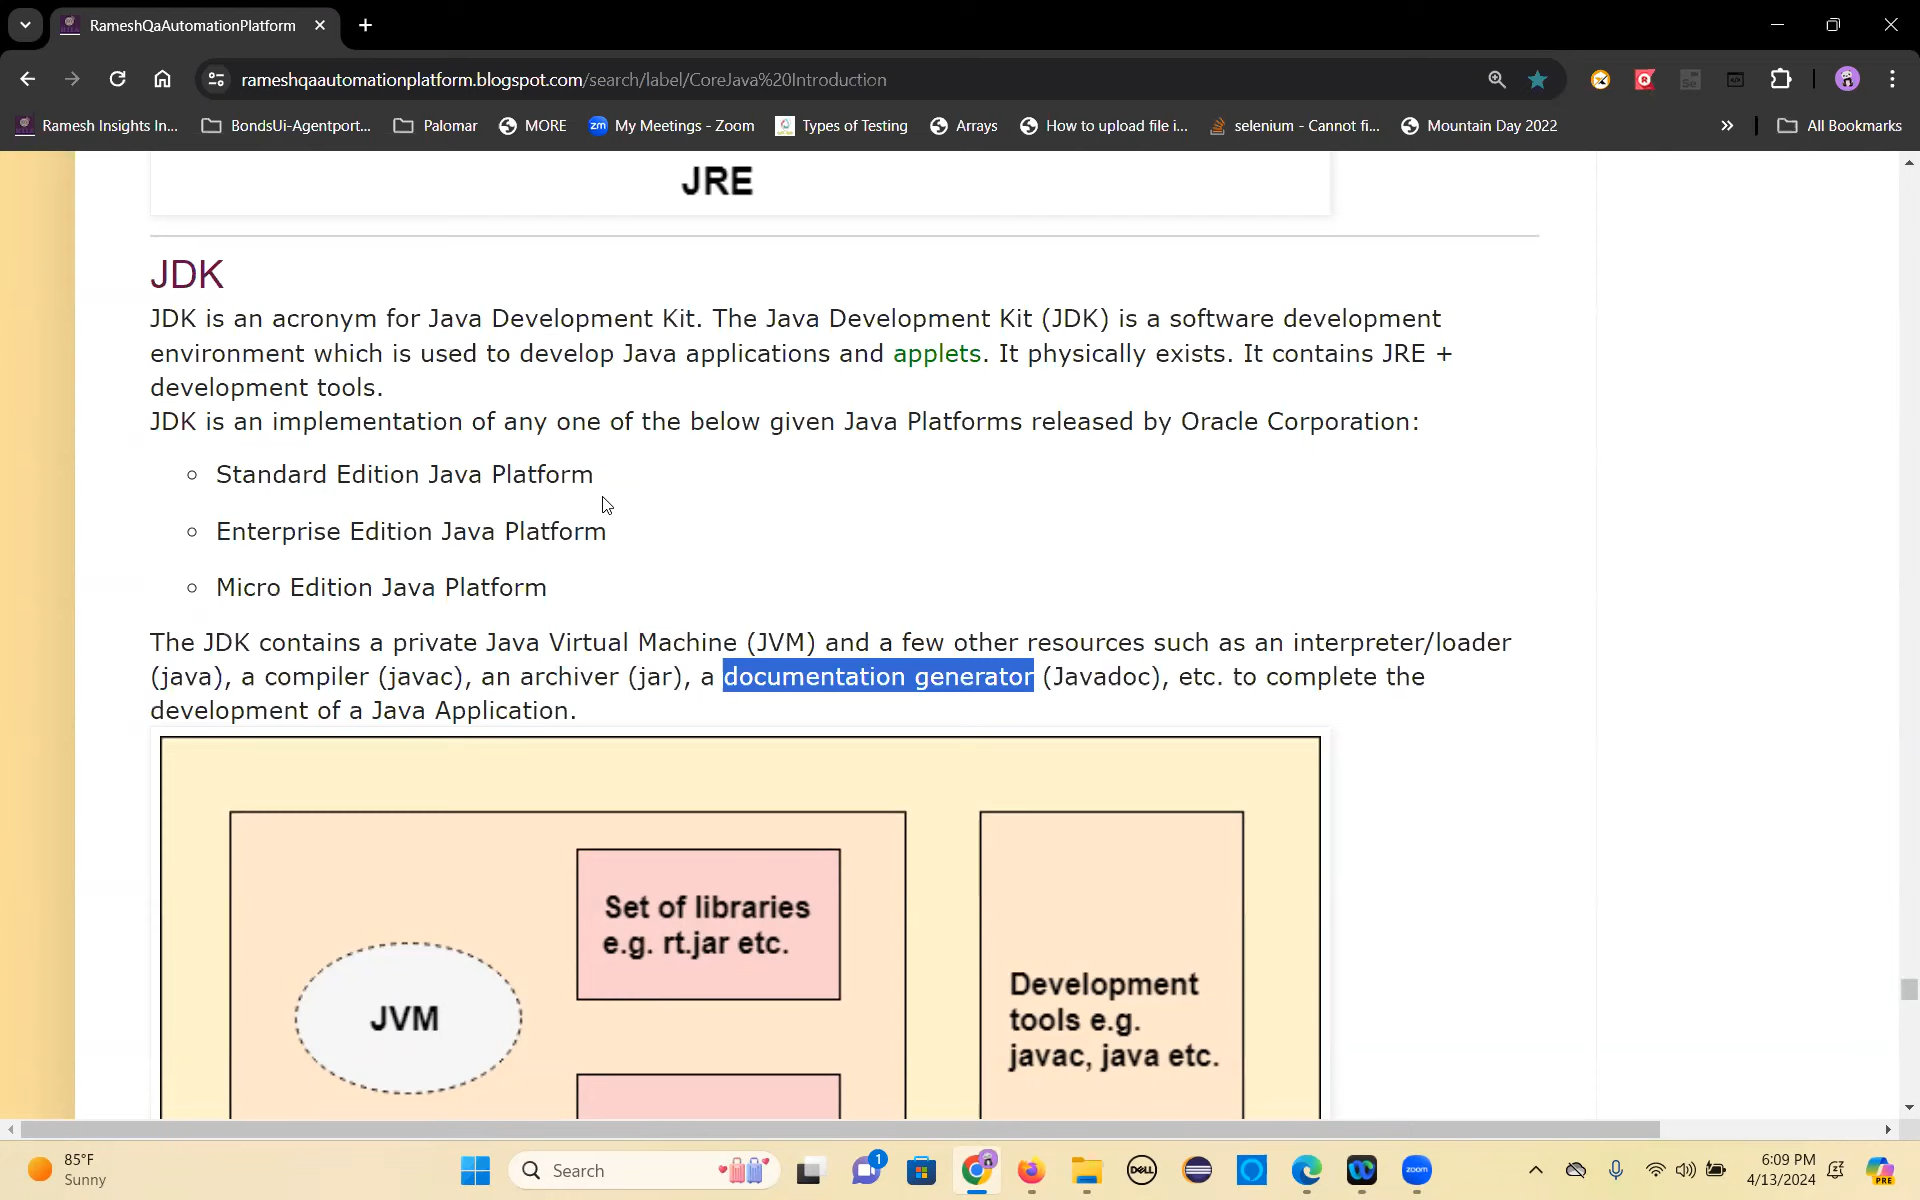 RameshQaAutomationPlatform
rameshqaautomationplatform.blogspot.com/search/label/CoreJava%20Introduction
Ramesh Insights In...
BondsUi-Agentport...
Palomar
MORE
zm
My Meetings - Zoom
Types of Testing
Arrays
How to upload file i...
selenium - Cannot fi...
Mountain Day 2022
All Bookmarks
JRE
JDK
JDK is an acronym for Java Development Kit. The Java Development Kit (JDK) is a software development
environment which is used to develop Java applications and applets. It physically exists. It contains JRE +
development tools.
JDK is an implementation of any one of the below given Java Platforms released by Oracle Corporation:
Standard Edition Java Platform
Enterprise Edition Java Platform
Micro Edition Java Platform
The JDK contains a private Java Virtual Machine (JVM) and a few other resources such as an interpreter/loader
(java), a compiler (javac), an archiver (jar), a documentation generator (Javadoc), etc. to complete the
development of a Java Application.
Set of libraries
e.g. rt.jar etc.
JVM
Development
tools e.g.
javac, java etc.
85°F
Sunny
Search
1
DELL
zoom
6:09 PM
4/13/2024
PRE